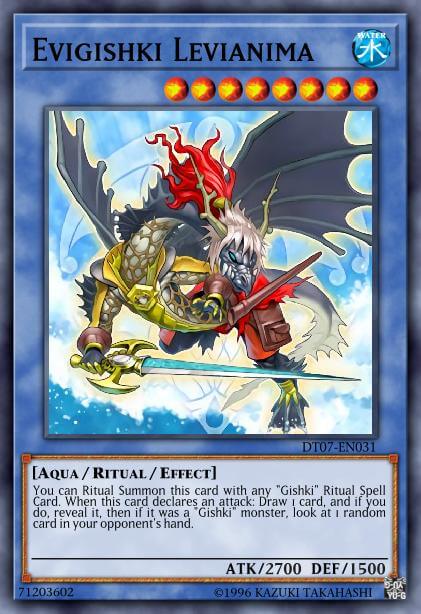 EVIGISHKI LEVIANIMA
WATER
水
DT07-EN031
[AQUA / RITUAL / EFFECT]
You can Ritual Summon this card with any "Gishki" Ritual Spell
Card. When this card declares an attack: Draw 1 card, and if you
do, reveal it, then if it was a "Gishki" monster, look at 1 random
card in your opponent's hand.
ATK/2700 DEF/1500
71203602
©1996 KAZUKI TAKAHASHI